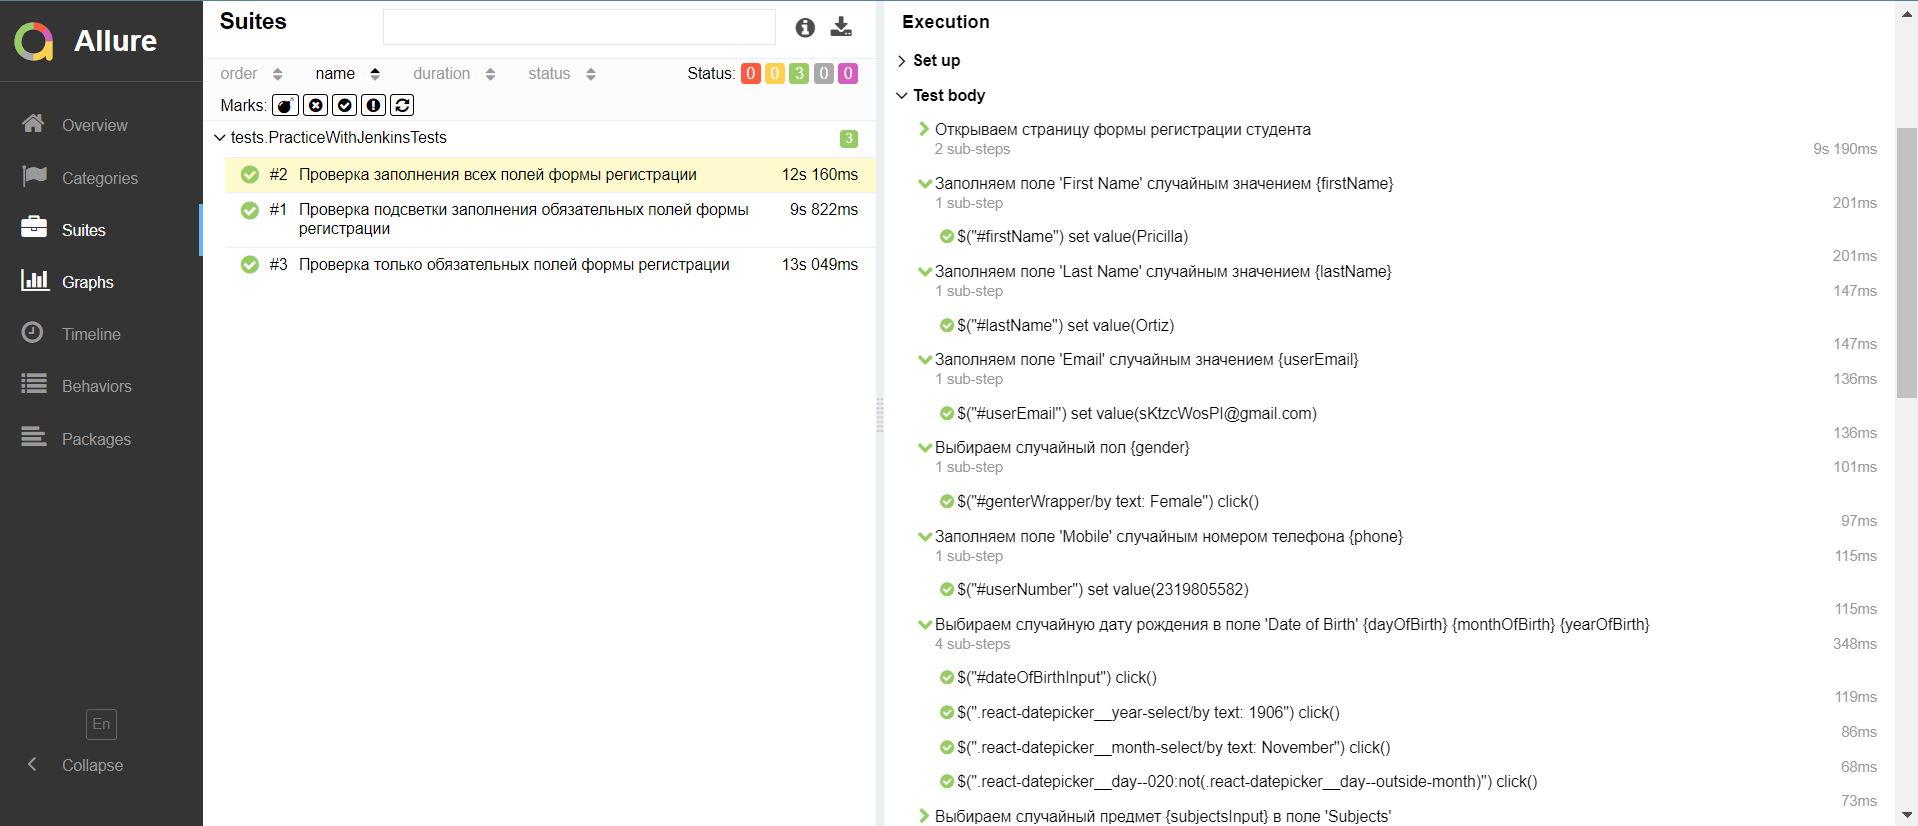 Allure
Overview
Categories
Suites
Graphs
Timeline
Behaviors
Packages
En
Collapse
Suites
order name duration status Status: 0 0 3 0 0
Marks:
tests.PracticeWithJenkinsTests 3
#2 Проверка заполнения всех полей формы регистрации 12s 160ms
#1 Проверка подсветки заполнения обязательных полей формы 9s 822ms
регистрации
#3 Проверка только обязательных полей формы регистрации 13s 049ms
Execution
Set up
Test body
Открываем страницу формы регистрации студента
2 sub-steps 9s 190ms
Заполняем поле 'First Name' случайным значением {firstName}
1 sub-step 201ms
$("#firstName") set value(Pricilla)
201ms
Заполняем поле 'Last Name' случайным значением {lastName}
1 sub-step 147ms
$("#lastName") set value(Ortiz)
147ms
Заполняем поле 'Email' случайным значением {userEmail}
1 sub-step 136ms
$("#userEmail") set value(sKtzcWosPI@gmail.com)
136ms
Выбираем случайный пол {gender}
1 sub-step 101ms
$("#genterWrapper/by text: Female") click()
97ms
Заполняем поле 'Mobile' случайным номером телефона {phone}
1 sub-step 115ms
$("#userNumber") set value(2319805582)
115ms
Выбираем случайную дату рождения в поле 'Date of Birth' {dayOfBirth} {monthOfBirth} {yearOfBirth}
4 sub-steps 348ms
$("#dateOfBirthInput") click()
119ms
$(".react-datepicker__year-select/by text: 1906") click()
86ms
$(".react-datepicker__month-select/by text: November") click()
68ms
$(".react-datepicker__day--020:not(.react-datepicker__day--outside-month)") click()
73ms
Выбираем случайный предмет {subjectsInput} в поле 'Subjects'